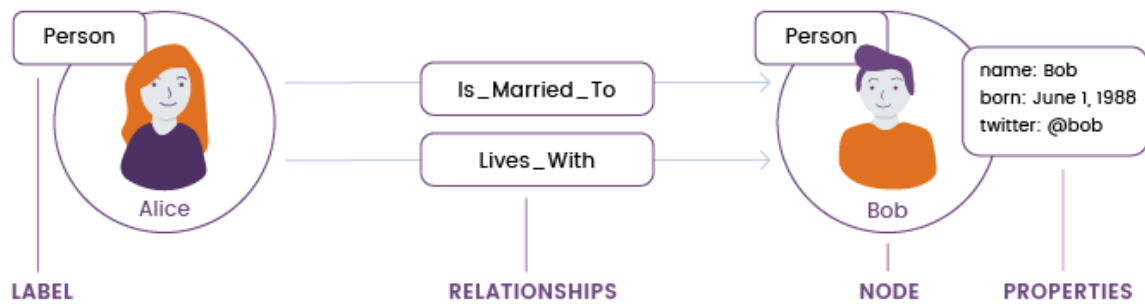 Person
Alice
Is_Married_To
Lives_With
Person
name: Bob
born: June 1, 1988
twitter: @bob
Bob
LABEL
RELATIONSHIPS
NODE
PROPERTIES